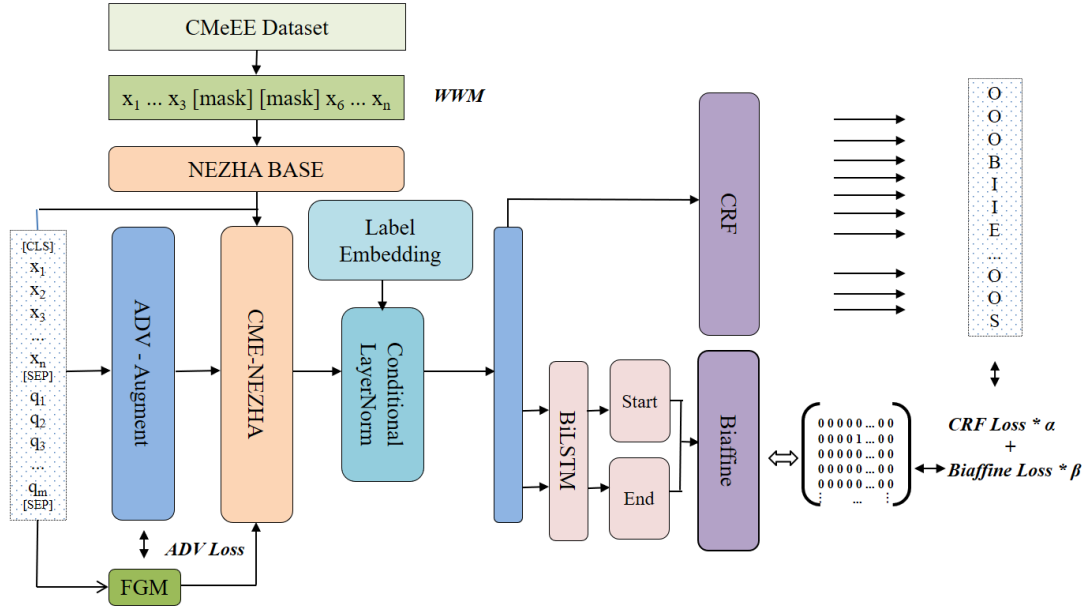 CMeEE Dataset
x1 ... x3 [mask] [mask] x6 ... xn
WWM
NEZHA BASE
Label
Embedding
[CLS]
x1
x2
x3
...
xn
[SEP]
q1
q2
q3
...
qm
[SEP]
ADV - Augment
CME-NEZHA
Conditional
LayerNorm
ADV Loss
FGM
CRF
BiLSTM
Start
End
Biaffine
O
O
O
B
I
I
E
...
O
O
S
0 0 0 0 0 ... 0 0
0 0 0 0 1 ... 0 0
0 0 0 0 0 ... 0 0
0 0 0 0 0 ... 0 0
0 0 0 0 0 ... 0 0
⋮ ... ⋮
CRF Loss * α
+
Biaffine Loss * β